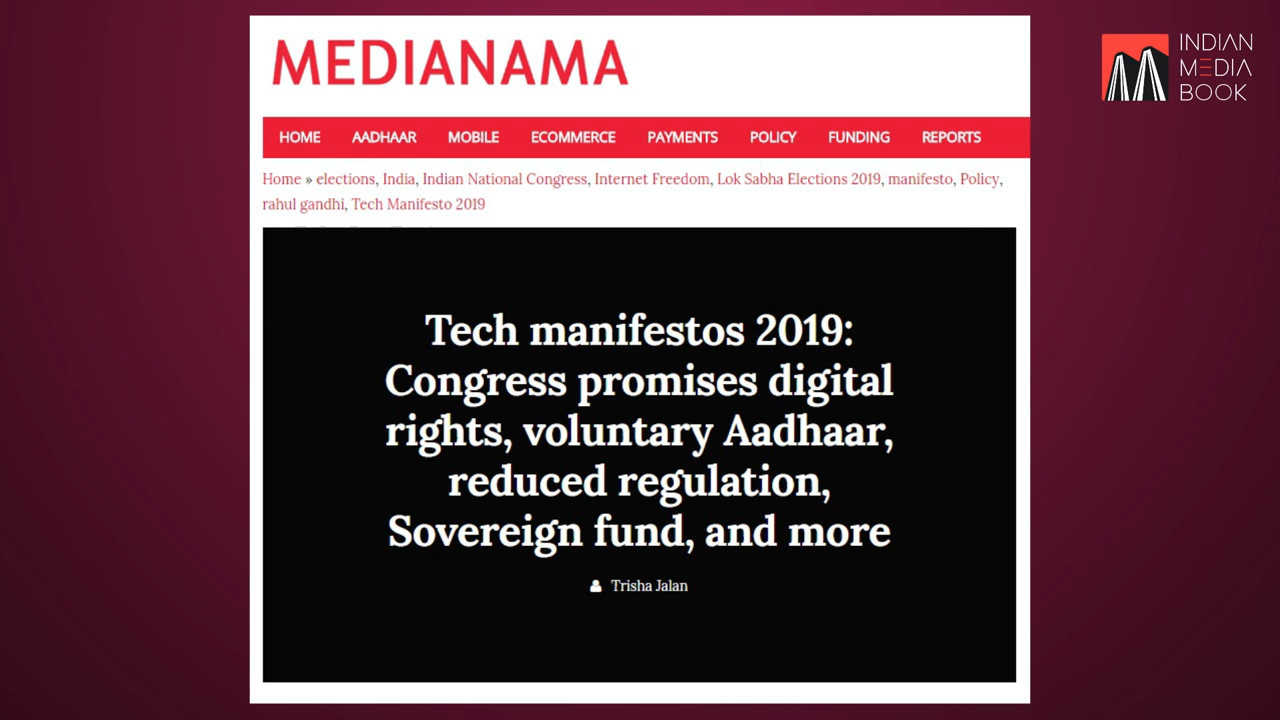 MEDIANAMA
INDIAN
MEDIA
BOOK
HOME AADHAAR MOBILE ECOMMERCE PAYMENTS POLICY FUNDING REPORTS
Home » elections, India, Indian National Congress, Internet Freedom, Lok Sabha Elections 2019, manifesto, Policy,
rahul gandhi, Tech Manifesto 2019
Tech manifestos 2019:
Congress promises digital
rights, voluntary Aadhaar,
reduced regulation,
Sovereign fund, and more
Trisha Jalan